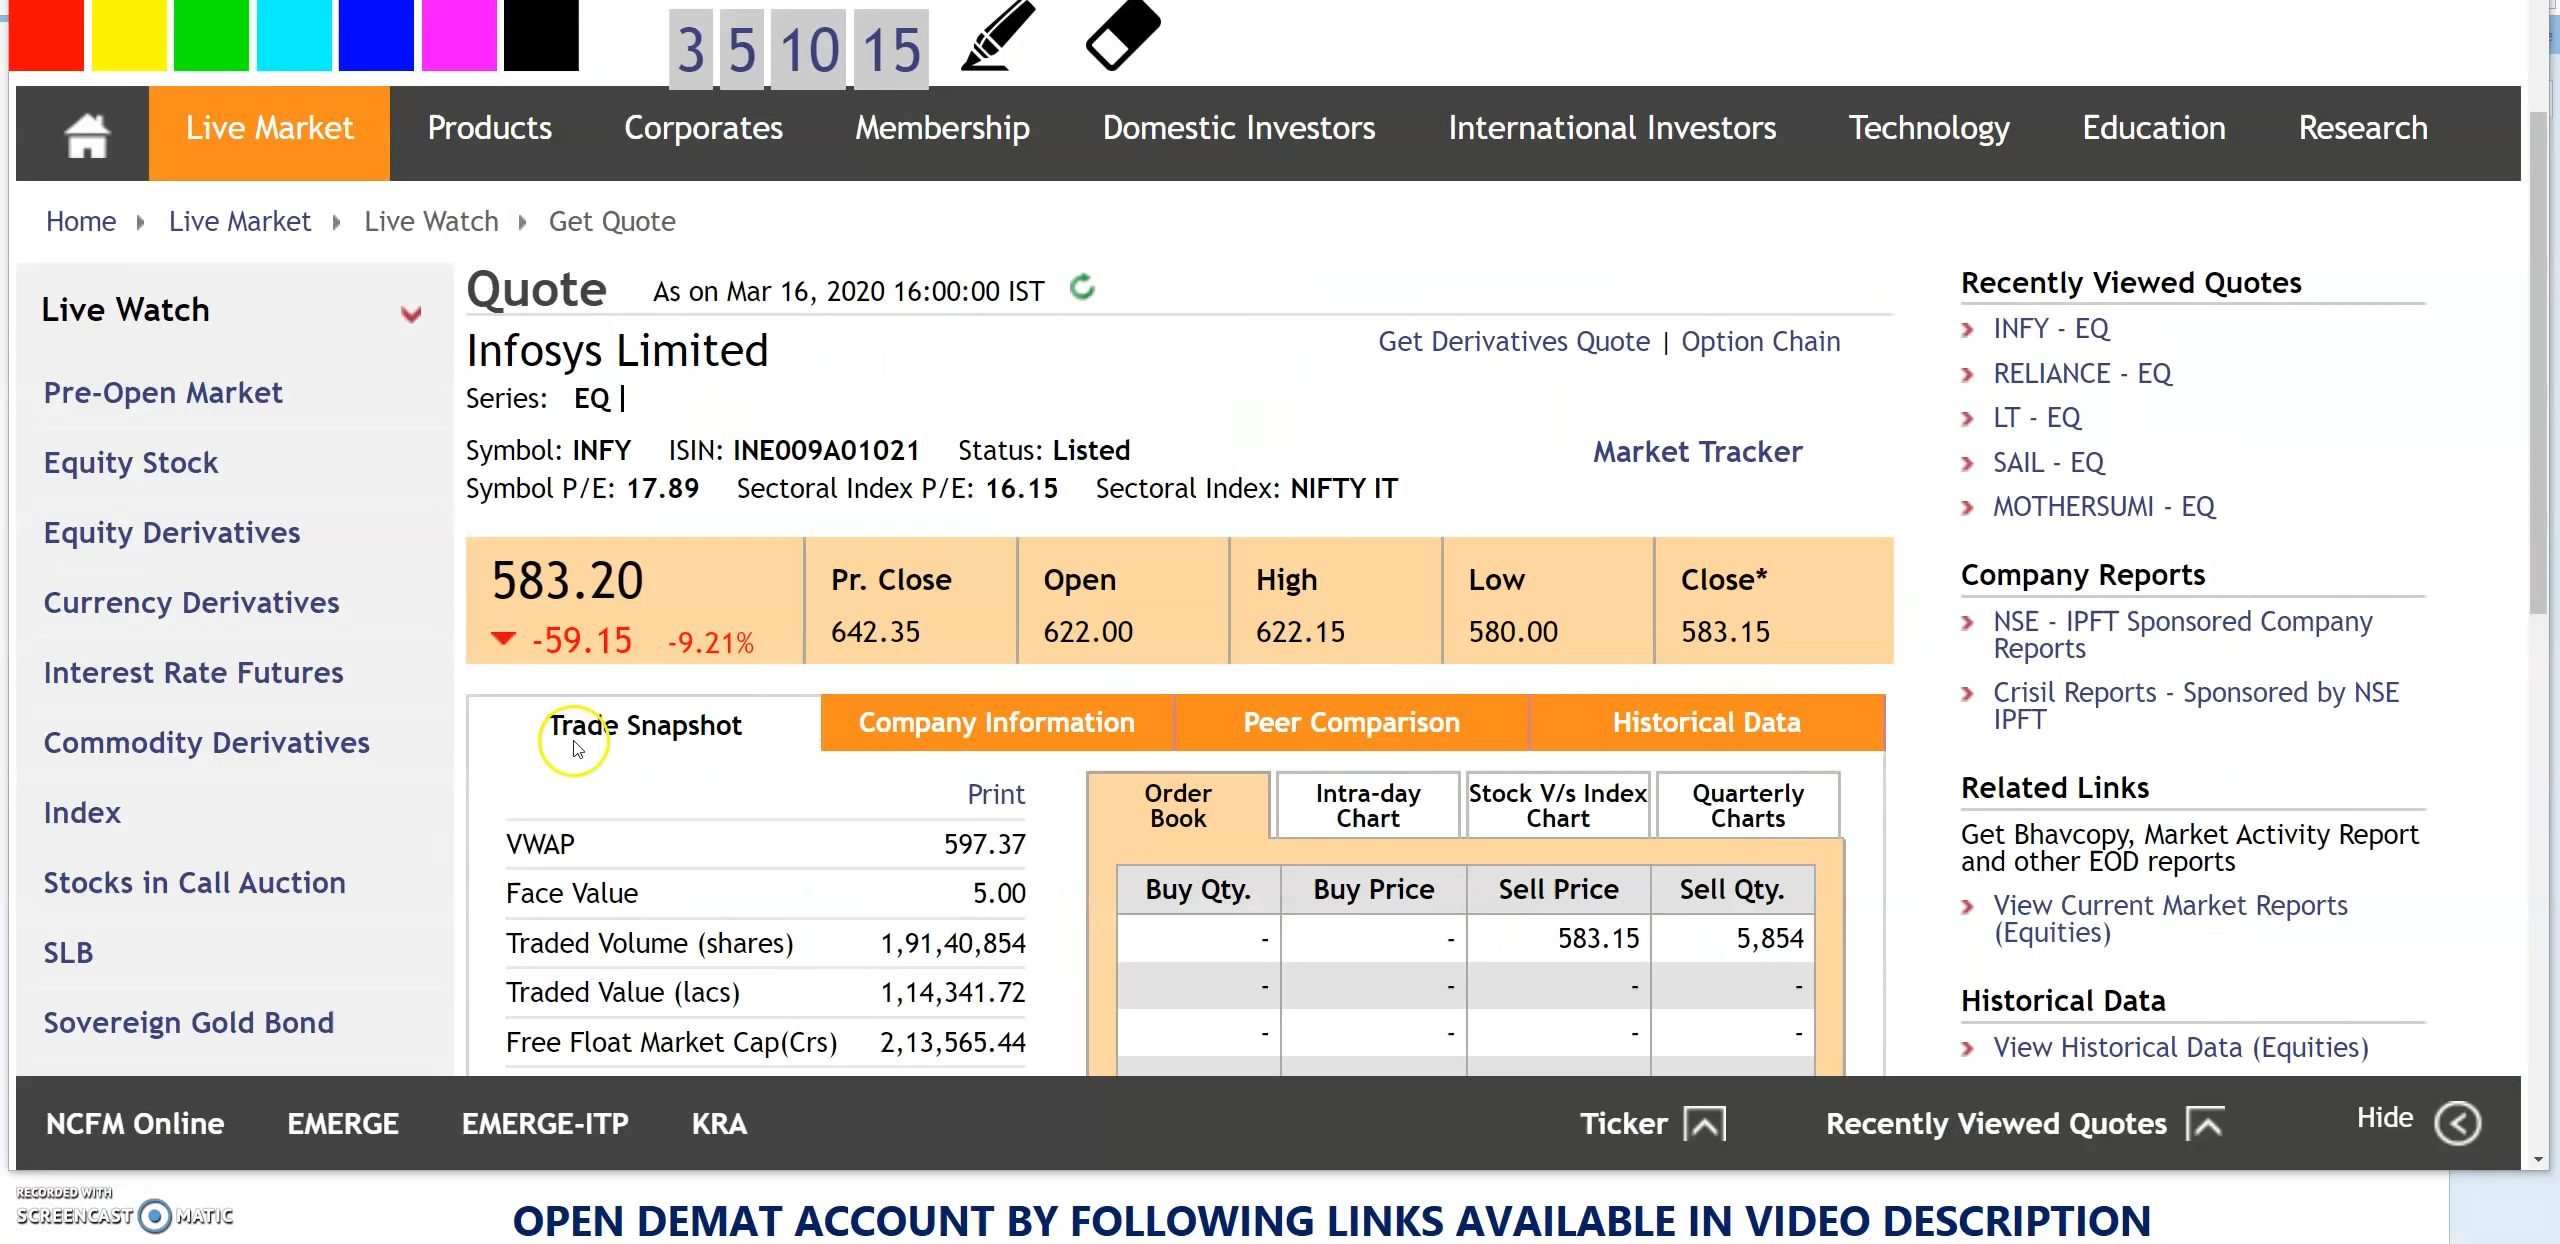 3 5 10 15
Live Market Products Corporates Membership Domestic Investors International Investors Technology Education Research
Home Live Market Live Watch Get Quote
Live Watch
Pre-Open Market
Equity Stock
Equity Derivatives
Currency Derivatives
Interest Rate Futures
Commodity Derivatives
Index
Stocks in Call Auction
SLB
Sovereign Gold Bond
Quote As on Mar 16, 2020 16:00:00 IST
Infosys Limited
Get Derivatives Quote | Option Chain
Series: EQ |
Symbol: INFY ISIN: INE009A01021 Status: Listed
Market Tracker
Symbol P/E: 17.89 Sectoral Index P/E: 16.15 Sectoral Index: NIFTY IT
583.20 Pr. Close Open High Low Close*
-59.15 -9.21% 642.35 622.00 622.15 580.00 583.15
Trade Snapshot Company Information Peer Comparison Historical Data
Print
VWAP 597.37
Face Value 5.00
Traded Volume (shares) 1,91,40,854
Traded Value (lacs) 1,14,341.72
Free Float Market Cap(Crs) 2,13,565.44
Order Book
Intra-day Chart
Stock V/s Index Chart
Quarterly Charts
Buy Qty. Buy Price Sell Price Sell Qty.
- - 583.15 5,854
- - - -
- - - -
Recently Viewed Quotes
INFY - EQ
RELIANCE - EQ
LT - EQ
SAIL - EQ
MOTHERSUMI - EQ
Company Reports
NSE - IPFT Sponsored Company
Reports
Crisil Reports - Sponsored by NSE
IPFT
Related Links
Get Bhavcopy, Market Activity Report
and other EOD reports
View Current Market Reports
(Equities)
Historical Data
View Historical Data (Equities)
NCFM Online EMERGE EMERGE-ITP KRA Ticker Recently Viewed Quotes Hide
RECORDED WITH
SCREENCAST MATIC
OPEN DEMAT ACCOUNT BY FOLLOWING LINKS AVAILABLE IN VIDEO DESCRIPTION